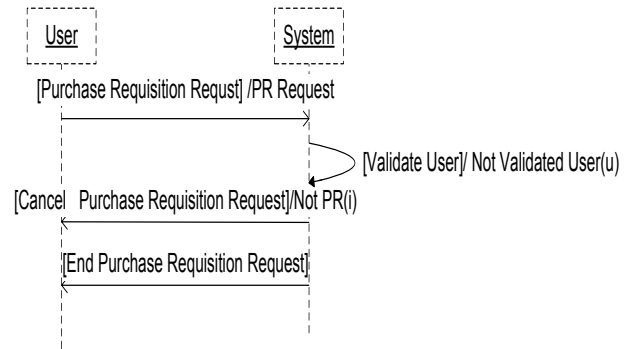 User
System
[Purchase Requisition Requst] /PR Request
[Validate User]/ Not Validated User(u)
[Cancel Purchase Requisition Request]/Not PR(i)
[End Purchase Requisition Request]